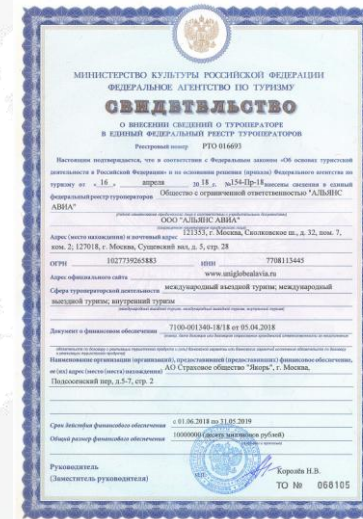 МИНИСТЕРСТВО КУЛЬТУРЫ РОССИЙСКОЙ ФЕДЕРАЦИИ
ФЕДЕРАЛЬНОЕ АГЕНТСТВО ПО ТУРИЗМУ
СВИДЕТЕЛЬСТВО
О ВНЕСЕНИИ СВЕДЕНИЙ О ТУРОПЕРАТОРЕ
В ЕДИНЫЙ ФЕДЕРАЛЬНЫЙ РЕЕСТР ТУРОПЕРАТОРОВ
Реестровый номер РТО 016693
Настоящим подтверждается, что в соответствии с Федеральным законом «Об основах туристской
деятельности в Российской Федерации» и на основании решения (приказа) Федерального агентства по
туризму от « 16 » апреля 20 18 г. №154-Пр-18 внесены сведения в единый
федеральный реестр туроператоров Общество с ограниченной ответственностью "АЛЬЯНС
АВИА"
ООО "АЛЬЯНС АВИА"
Адрес (место нахождения) и почтовый адрес 121353, г. Москва, Сколковское ш., д. 32, пом. 7,
ком. 2; 127018, г. Москва, Сущевский вал, д. 5, стр. 28
ОГРН 1027739265883 ИНН 7708113445
Адрес официального сайта www.uniglobealavia.ru
Сфера туроператорской деятельности международный въездной туризм; международный
выездной туризм; внутренний туризм
Документ о финансовом обеспечении 7100-001340-18/18 от 05.04.2018
Наименование организации (организаций), предоставившей (предоставивших) финансовое обеспечение,
ее (их) адрес (место (места) нахождения) АО Страховое общество "Якорь", г. Москва,
Подсосенский пер, д.5-7, стр. 2
Срок действия финансового обеспечения с 01.06.2018 по 31.05.2019
Общий размер финансового обеспечения 10000000 (десять миллионов рублей)
Руководитель
(Заместитель руководителя)
Королёв Н.В.
ТО № 068105